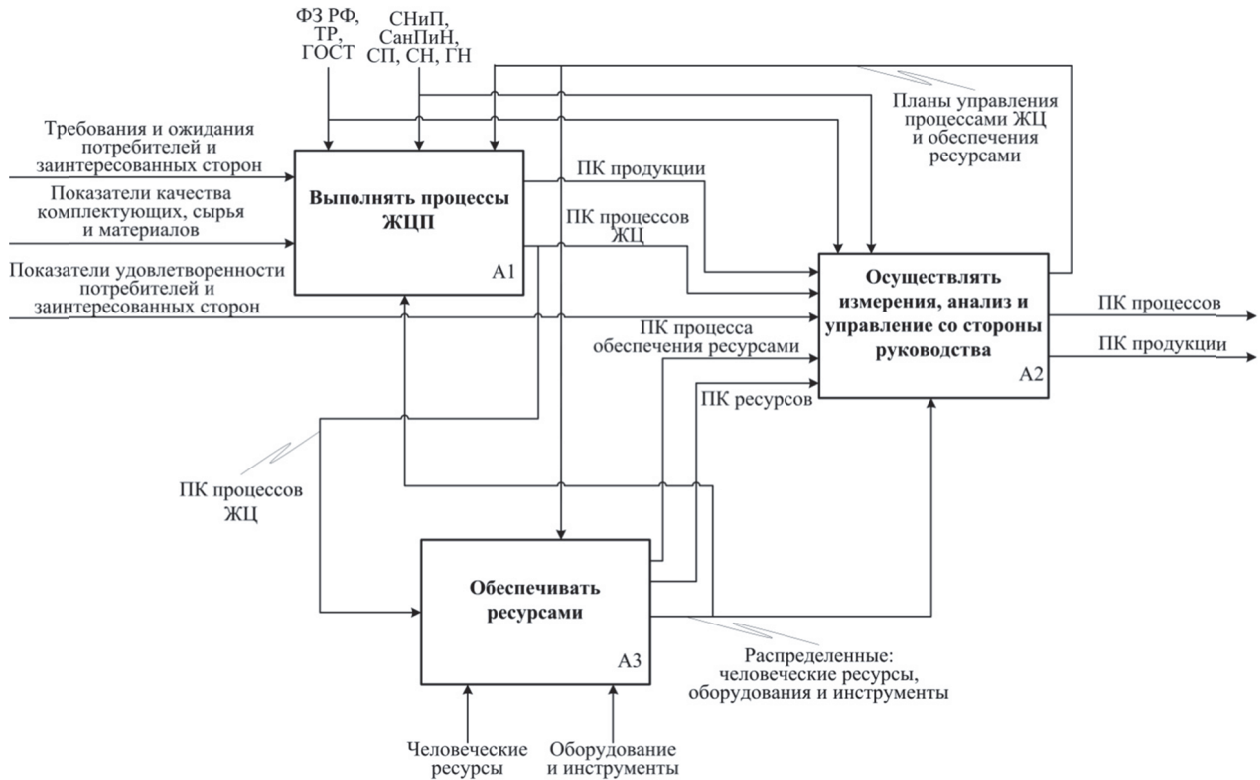 ФЗ РФ,
ТР,
ГОСТ
СНиП,
СанПиН,
СП, СН, ГН
Планы управления
процессами ЖЦ
и обеспечения
ресурсами
Требования и ожидания
потребителей и
заинтересованных сторон
Показатели качества
комплектующих, сырья
и материалов
Показатели удовлетворенности
потребителей и
заинтересованных сторон
Выполнять процессы
ЖЦП
А1
ПК продукции
ПК процессов
ЖЦ
ПК процесса
обеспечения ресурсами
ПК ресурсов
Осуществлять
измерения, анализ и
управление со стороны
руководства
А2
ПК процессов
ПК продукции
ПК процессов
ЖЦ
Обеспечивать
ресурсами
А3
Распределенные:
человеческие ресурсы,
оборудования и инструменты
Человеческие
ресурсы
Оборудование
и инструменты